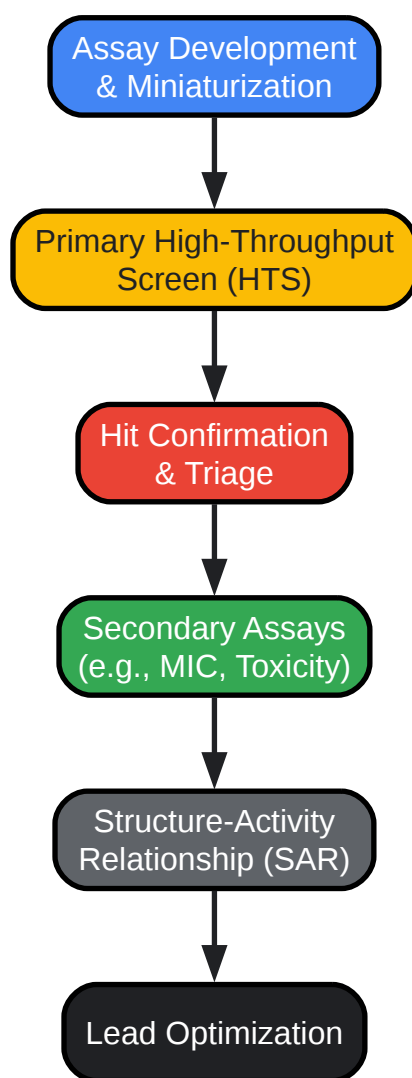 Assay Development
& Miniaturization
Primary High-Throughput
Screen (HTS)
Hit Confirmation
& Triage
Secondary Assays
(e.g., MIC, Toxicity)
Structure-Activity
Relationship (SAR)
Lead Optimization